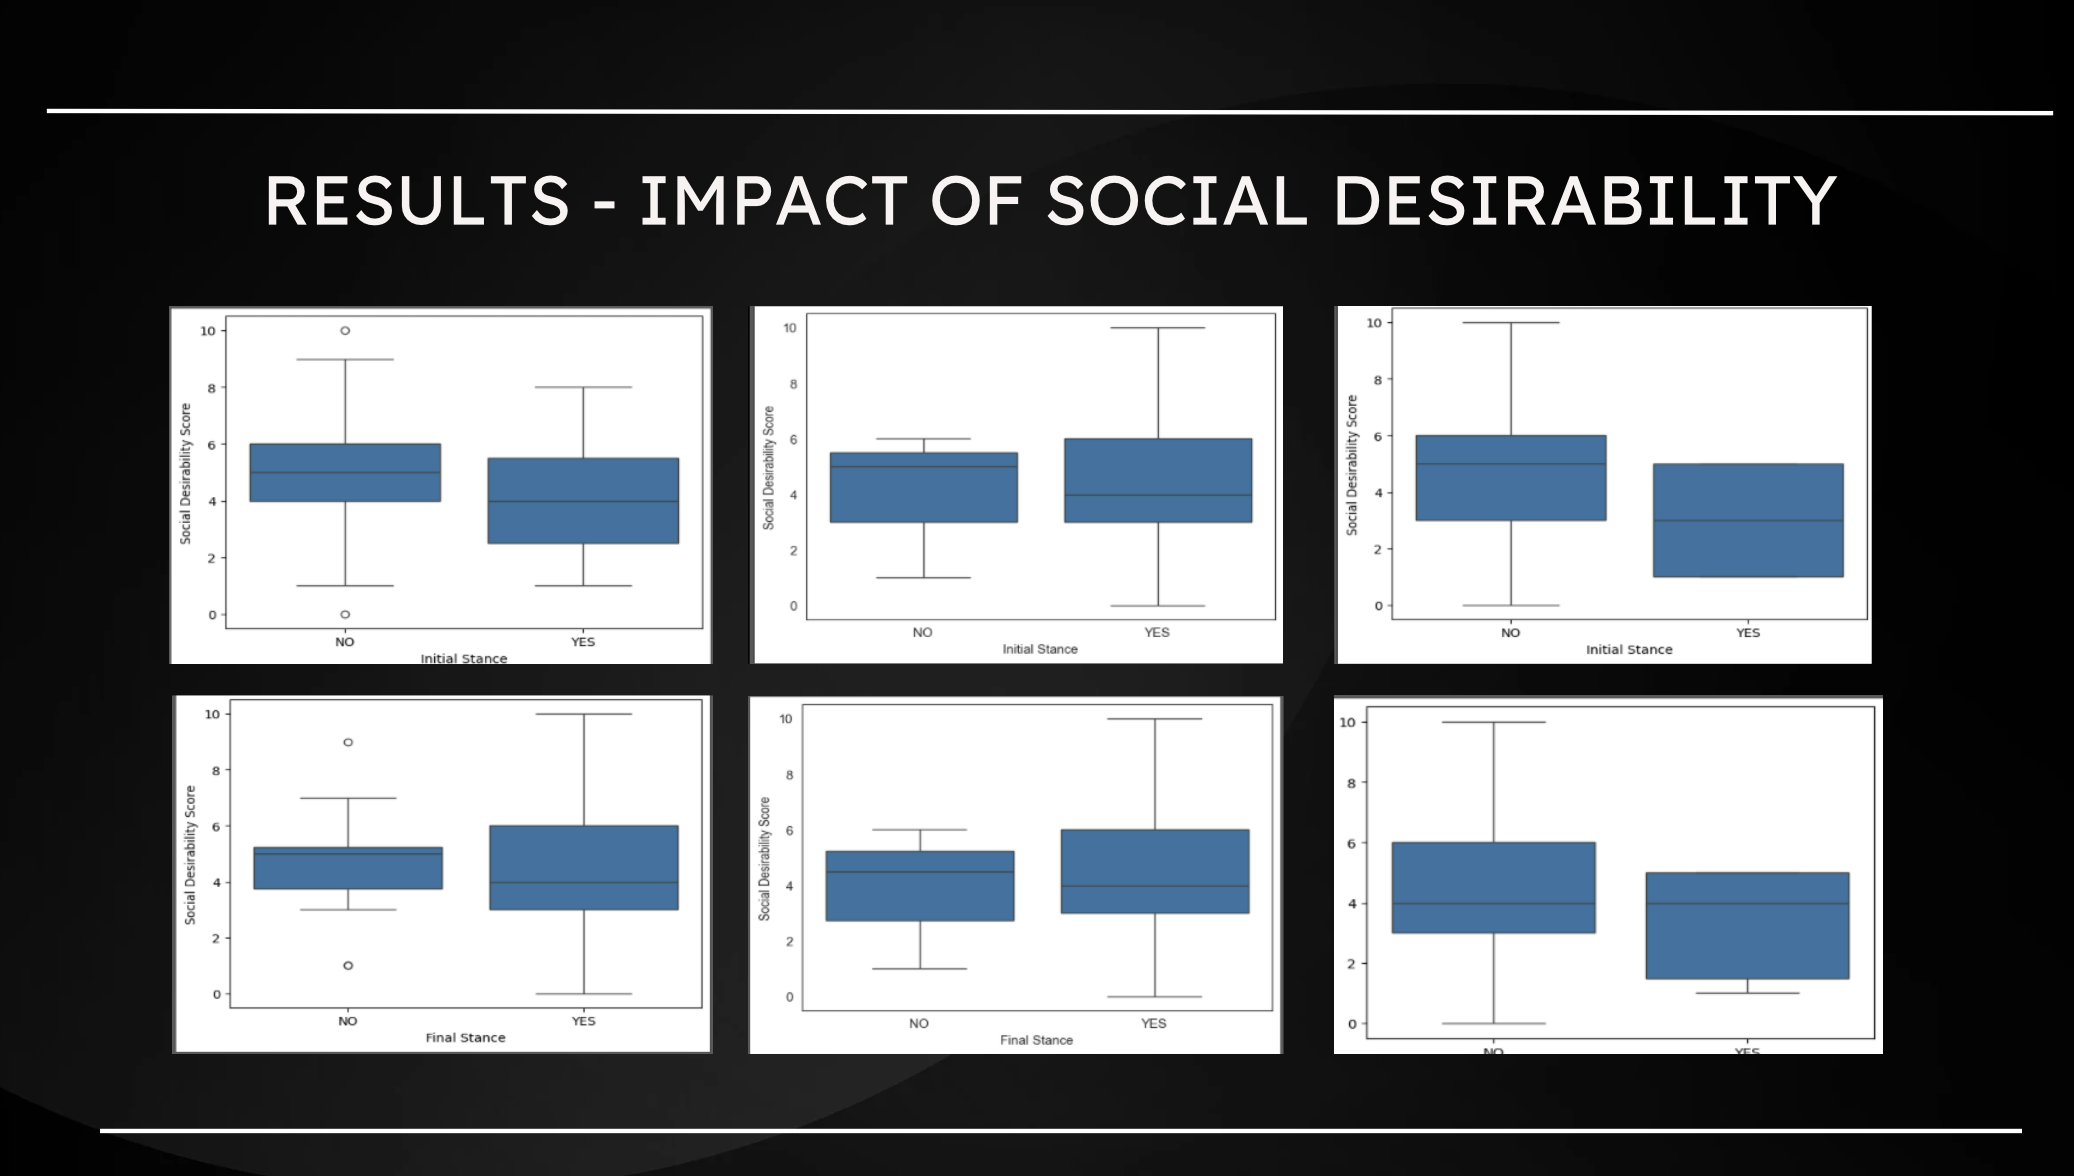 RESULTS - IMPACT OF SOCIAL DESIRABILITY
10
8
6
4
2
0
Social Desirability Score
NO YES
Initial Stance
10
8
6
4
2
0
Social Desirability Score
NO YES
Initial Stance
10
8
6
4
2
0
Social Desirability Score
NO YES
Initial Stance
10
8
6
4
2
0
Social Desirability Score
NO YES
Final Stance
10
8
6
4
2
0
Social Desirability Score
NO YES
Final Stance
10
8
6
4
2
0
NO YES